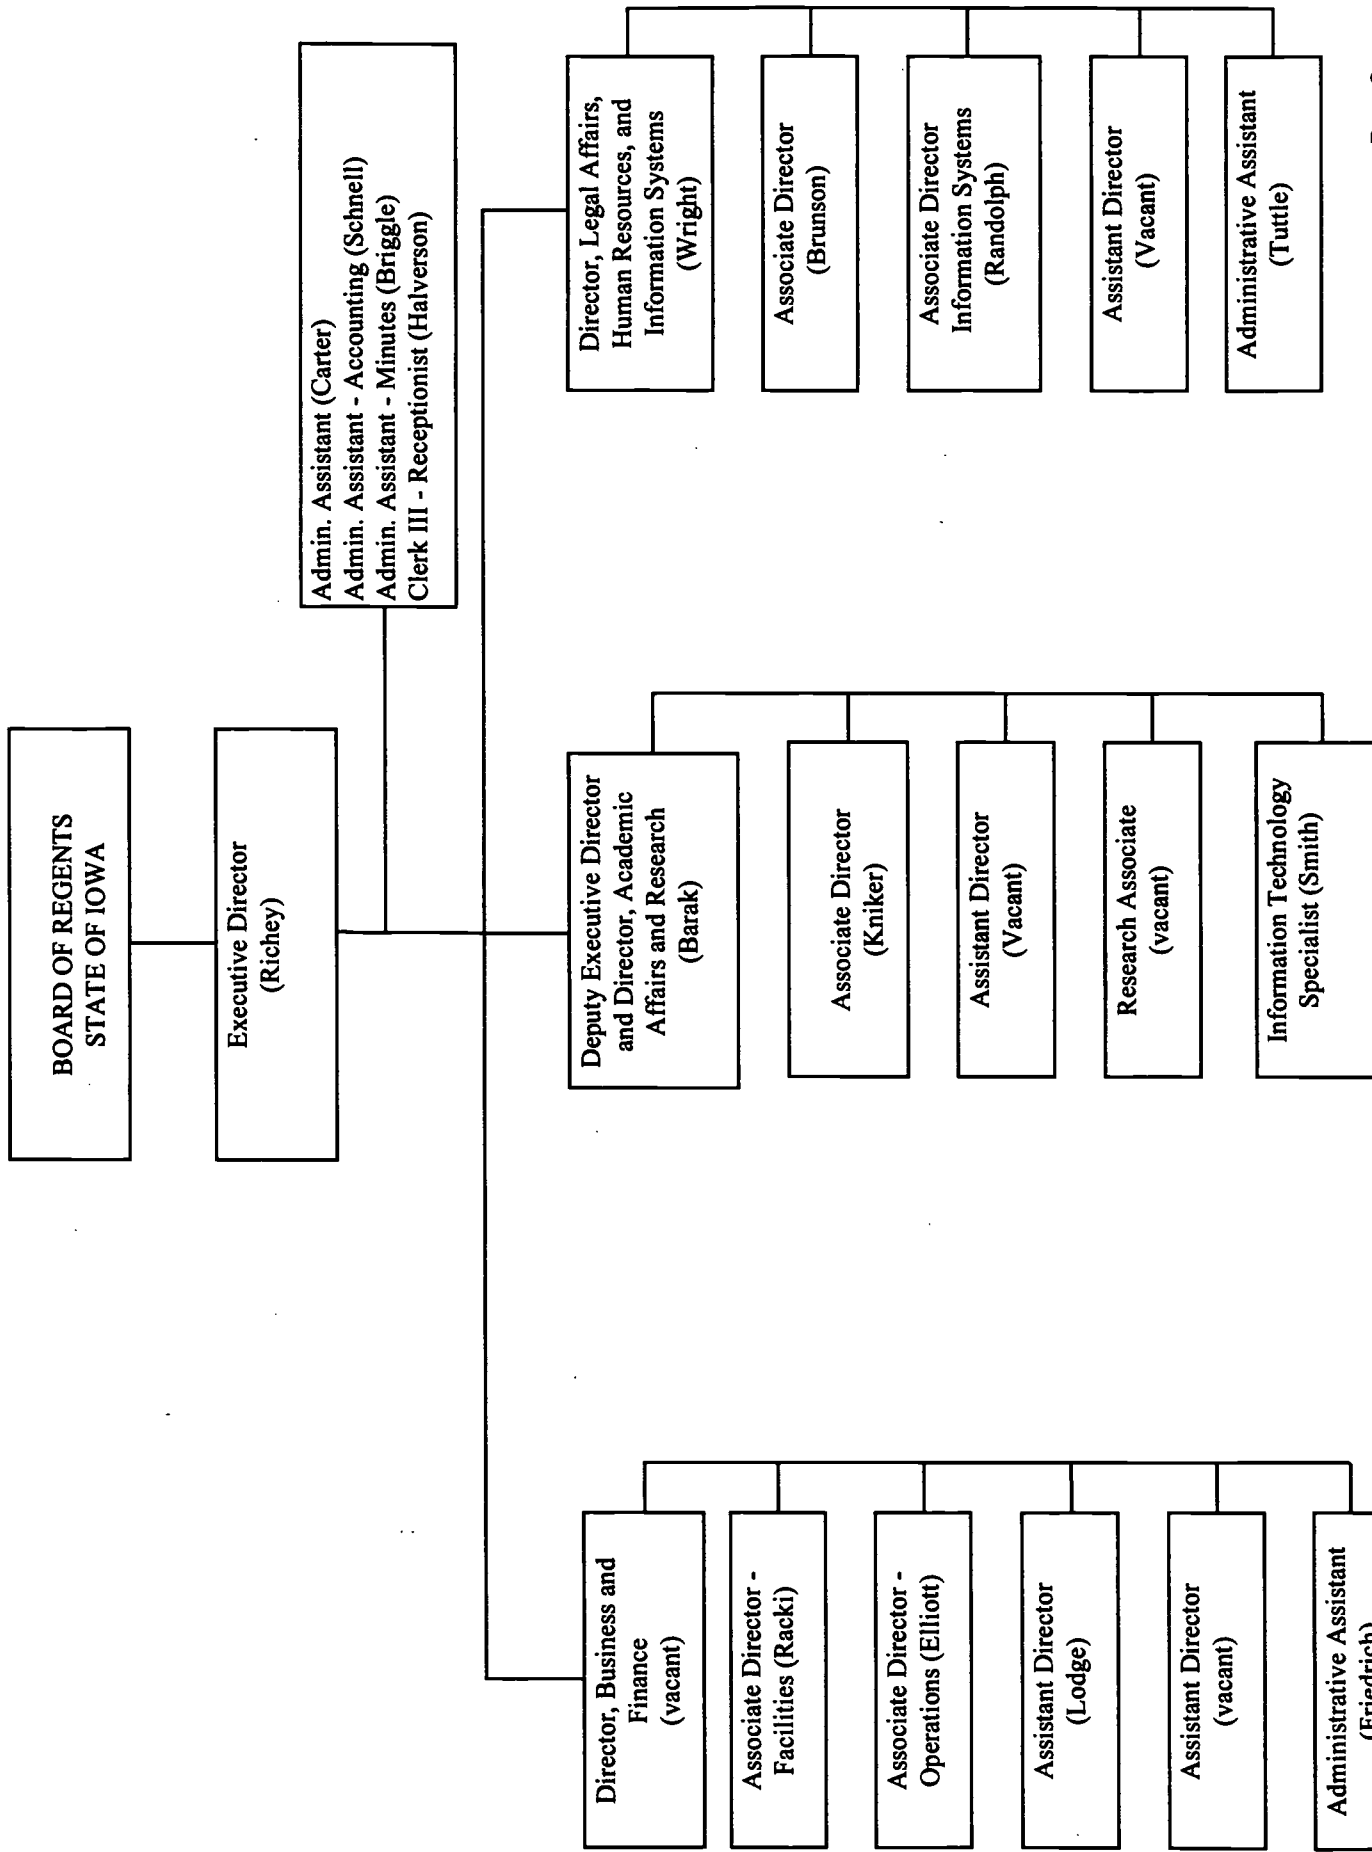 BOARD OF REGENTS
STATE OF IOWA
Executive Director
(Richey)
Admin. Assistant (Carter)
Admin. Assistant - Accounting (Schnell)
Admin. Assistant - Minutes (Briggle)
Clerk III - Receptionist (Halverson)
Director, Business and
Finance
(vacant)
Associate Director -
Facilities (Racki)
Associate Director -
Operations (Elliott)
Assistant Director
(Lodge)
Assistant Director
(vacant)
Administrative Assistant
(Friedrich)
Deputy Executive Director
and Director, Academic
Affairs and Research
(Barak)
Associate Director
(Kniker)
Assistant Director
(Vacant)
Research Associate
(vacant)
Information Technology
Specialist (Smith)
Director, Legal Affairs,
Human Resources, and
Information Systems
(Wright)
Associate Director
(Brunson)
Associate Director
Information Systems
(Randolph)
Assistant Director
(Vacant)
Administrative Assistant
(Tuttle)